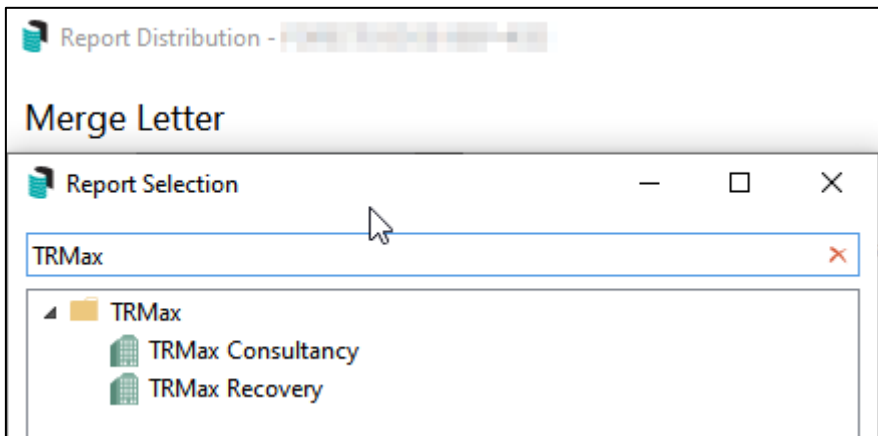 Report Distribution -
Merge Letter
Report Selection
TRMax
TRMax
TRMax Consultancy
TRMax Recovery